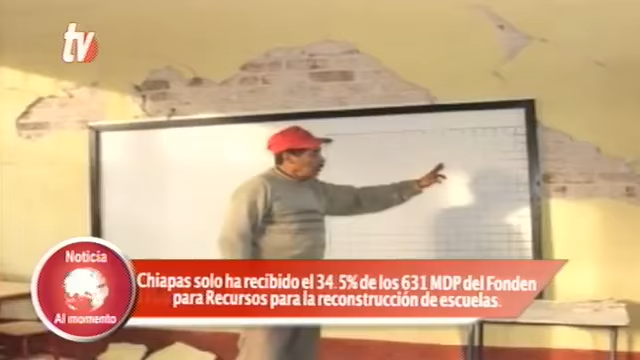 tv
Noticia
Al momento
Chiapas solo ha recibido el 34.5% de los 631 MDP del Fonden
para Recursos para la reconstrucción de escuelas.